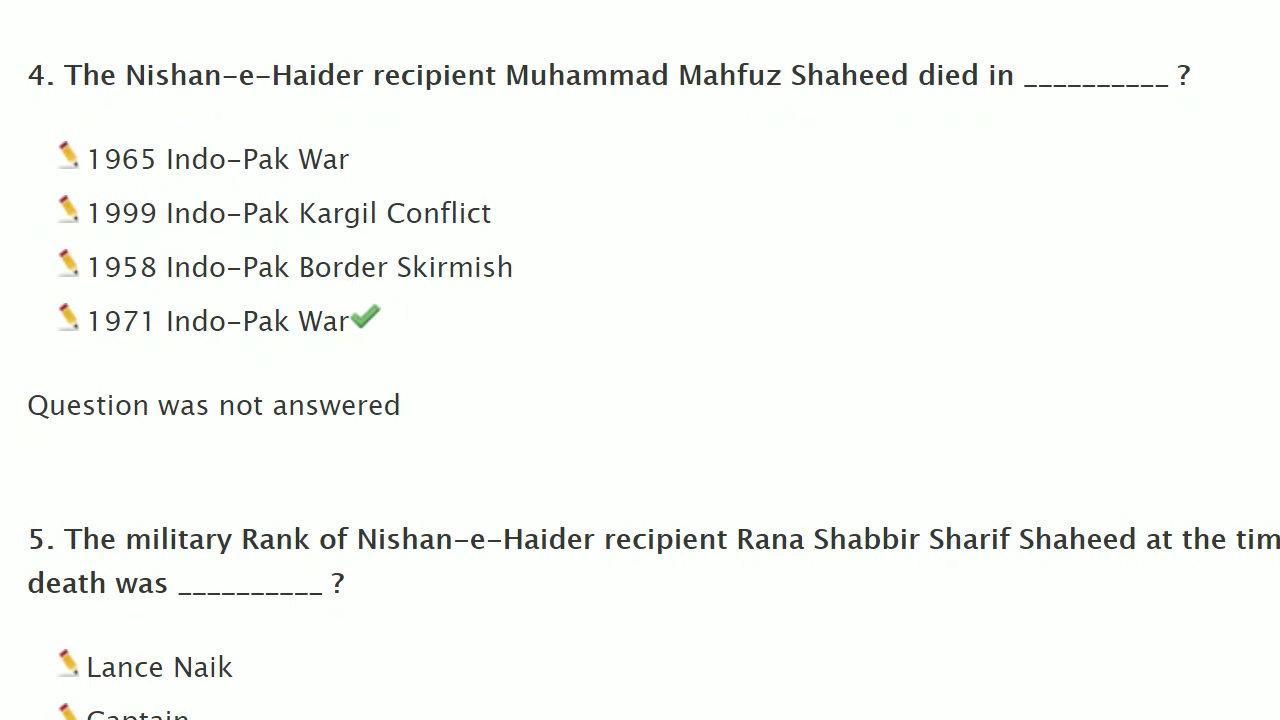 4. The Nishan-e-Haider recipient Muhammad Mahfuz Shaheed died in __________ ?
1965 Indo-Pak War
1999 Indo-Pak Kargil Conflict
1958 Indo-Pak Border Skirmish
1971 Indo-Pak War
Question was not answered
5. The military Rank of Nishan-e-Haider recipient Rana Shabbir Sharif Shaheed at the tim
death was __________ ?
Lance Naik
Captain